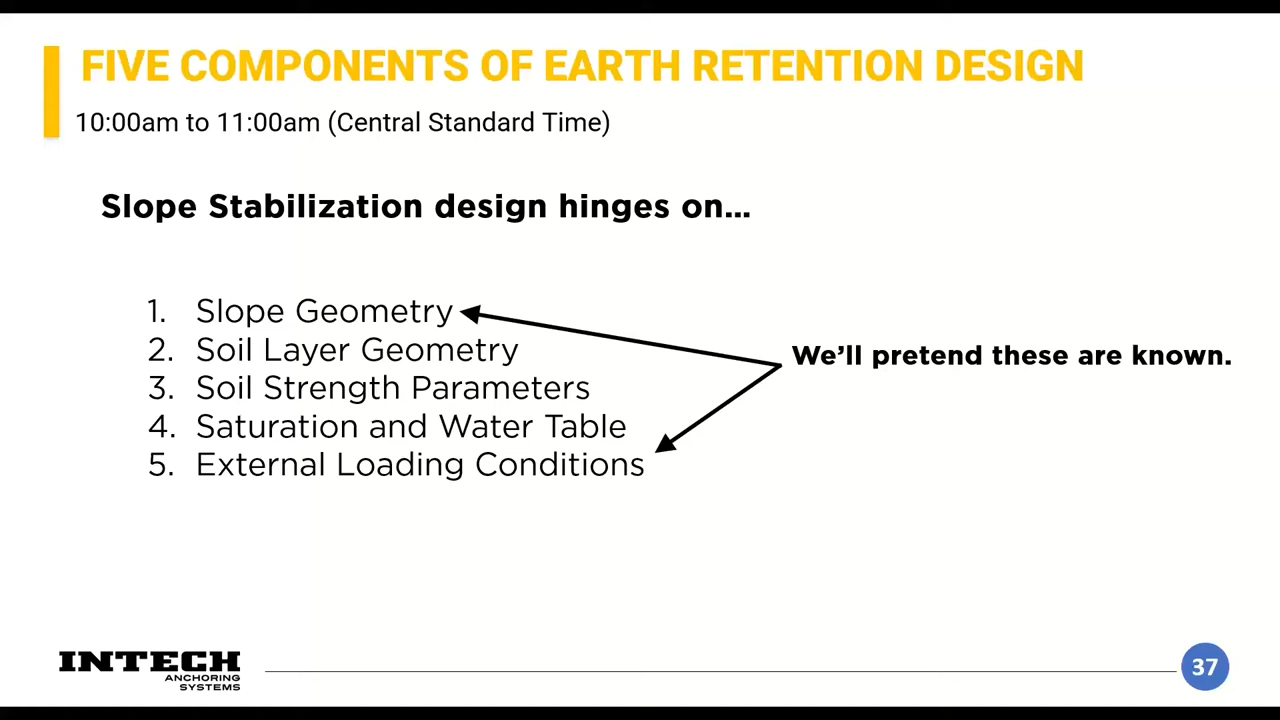 FIVE COMPONENTS OF EARTH RETENTION DESIGN
10:00am to 11:00am (Central Standard Time)
Slope Stabilization design hinges on...
1. Slope Geometry
2. Soil Layer Geometry
3. Soil Strength Parameters
4. Saturation and Water Table
5. External Loading Conditions
We’ll pretend these are known.
INTECH
ANCHORING
SYSTEMS
37